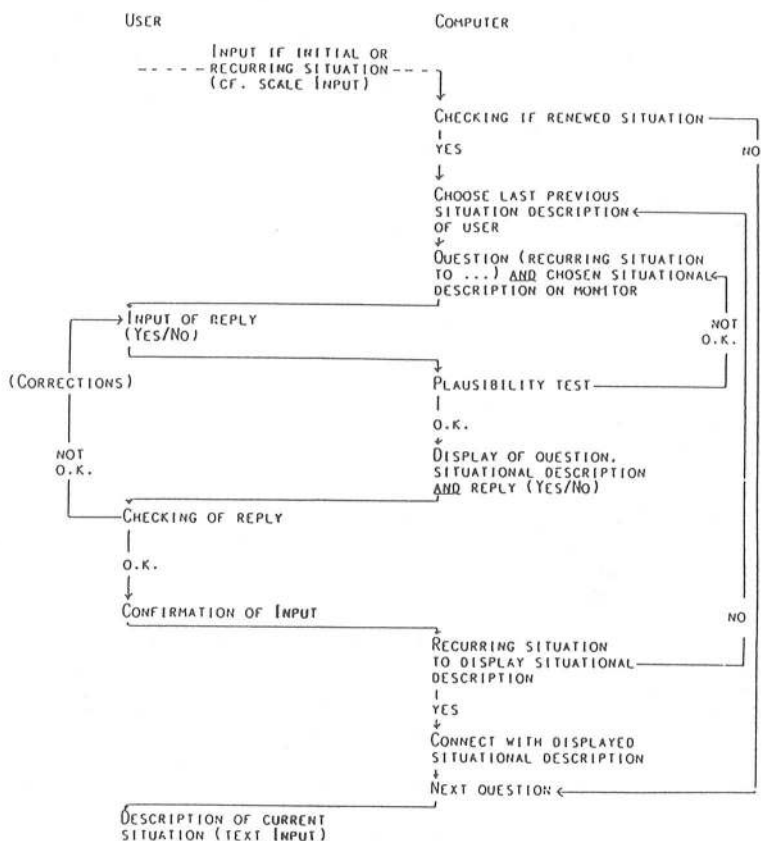 USER COMPUTER
INPUT IF INITIAL OR
RECURRING SITUATION
(CF. SCALE INPUT)
CHECKING IF RENEWED SITUATION
YES NO
CHOOSE LAST PREVIOUS
SITUATION DESCRIPTION
OF USER
QUESTION (RECURRING SITUATION
TO ...) AND CHOSEN SITUATIONAL
DESCRIPTION ON MONITOR
INPUT OF REPLY
(YES/NO)
NOT
O.K.
(CORRECTIONS)
PLAUSIBILITY TEST
O.K.
NOT
O.K.
DISPLAY OF QUESTION,
SITUATIONAL DESCRIPTION
AND REPLY (YES/NO)
CHECKING OF REPLY
O.K.
CONFIRMATION OF INPUT
NO
RECURRING SITUATION
TO DISPLAY SITUATIONAL
DESCRIPTION
YES
CONNECT WITH DISPLAYED
SITUATIONAL DESCRIPTION
NEXT QUESTION
DESCRIPTION OF CURRENT
SITUATION (TEXT INPUT)